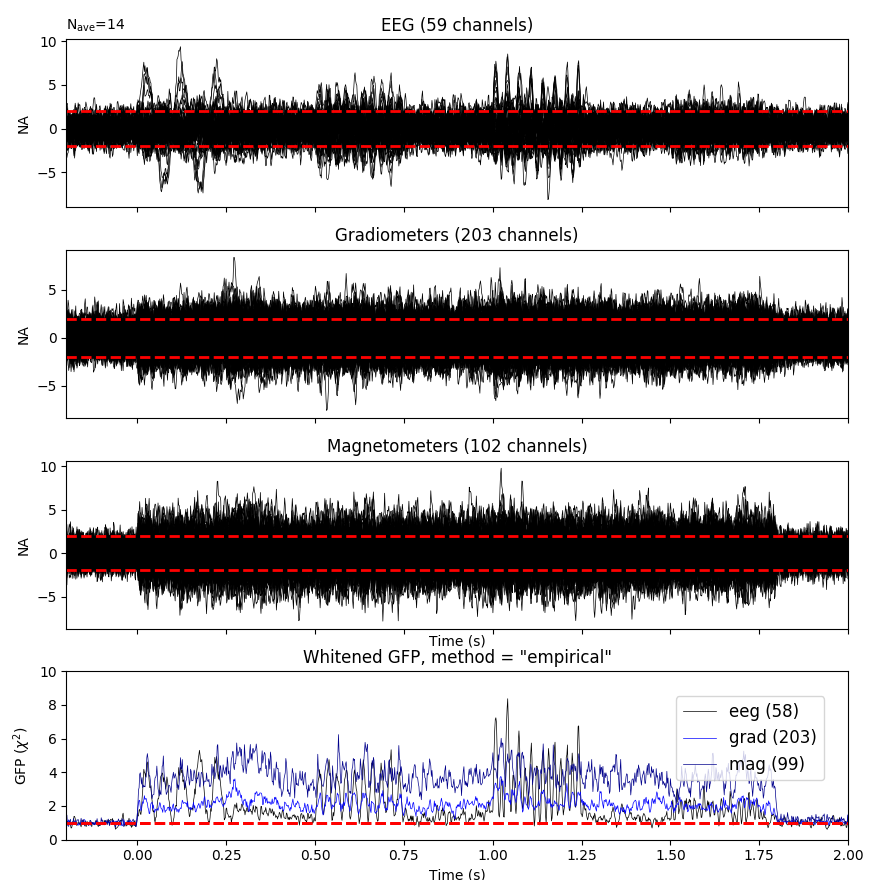 N_ave=14
EEG (59 channels)
10
5
0
−5
NA
Gradiometers (203 channels)
5
0
−5
NA
Magnetometers (102 channels)
10
5
0
−5
NA
Time (s)
Whitened GFP, method = "empirical"
10
8
6
4
2
0
GFP (χ²)
eeg (58)
grad (203)
mag (99)
0.00 0.25 0.50 0.75 1.00 1.25 1.50 1.75 2.00
Time (s)